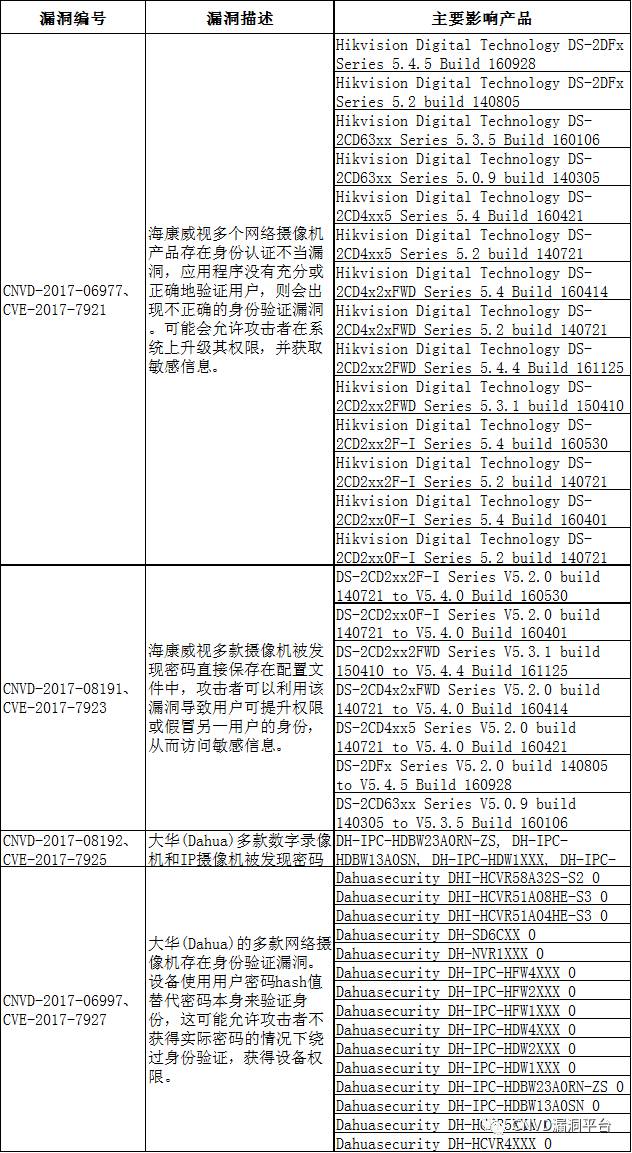 漏洞编号
漏洞描述
主要影响产品
CNVD-2017-06977、
CVE-2017-7921
海康威视多个网络摄像机
产品存在身份认证不当漏
洞，应用程序没有充分或
正确地验证用户，则会出
现不正确的身份验证漏洞
。可能会允许攻击者在系
统上升级其权限，并获取
敏感信息。
Hikvision Digital Technology DS-2DFx
Series 5.4.5 Build 160928
Hikvision Digital Technology DS-2DFx
Series 5.2 build 140805
Hikvision Digital Technology DS-
2CD63xx Series 5.3.5 Build 160106
Hikvision Digital Technology DS-
2CD63xx Series 5.0.9 build 140305
Hikvision Digital Technology DS-
2CD4xx5 Series 5.4 Build 160421
Hikvision Digital Technology DS-
2CD4xx5 Series 5.2 build 140721
Hikvision Digital Technology DS-
2CD4x2xFWD Series 5.4 Build 160414
Hikvision Digital Technology DS-
2CD4x2xFWD Series 5.2 build 140721
Hikvision Digital Technology DS-
2CD2xx2FWD Series 5.4.4 Build 161125
Hikvision Digital Technology DS-
2CD2xx2FWD Series 5.3.1 build 150410
Hikvision Digital Technology DS-
2CD2xx2F-I Series 5.4 build 160530
Hikvision Digital Technology DS-
2CD2xx2F-I Series 5.2 build 140721
Hikvision Digital Technology DS-
2CD2xx0F-I Series 5.4 Build 160401
Hikvision Digital Technology DS-
2CD2xx0F-I Series 5.2 build 140721
CNVD-2017-08191、
CVE-2017-7923
海康威视多款摄像机被发
现密码直接保存在配置文
件中，攻击者可以利用该
漏洞导致用户可提升权限
或假冒另一用户的身份，
从而访问敏感信息。
DS-2CD2xx2F-I Series V5.2.0 build
140721 to V5.4.0 Build 160530
DS-2CD2xx0F-I Series V5.2.0 build
140721 to V5.4.0 Build 160401
DS-2CD2xx2FWD Series V5.3.1 build
150410 to V5.4.4 Build 161125
DS-2CD4x2xFWD Series V5.2.0 build
140721 to V5.4.0 Build 160414
DS-2CD4xx5 Series V5.2.0 build
140721 to V5.4.0 Build 160421
DS-2DFx Series V5.2.0 build 140805
to V5.4.5 Build 160928
DS-2CD63xx Series V5.0.9 build
140305 to V5.3.5 Build 160106
CNVD-2017-08192、
CVE-2017-7925
大华(Dahua)多款数字录像
机和IP摄像机被发现密码
DH-IPC-HDBW23A0RN-ZS, DH-IPC-
HDBW13A0SN, DH-IPC-HDW1XXX, DH-IPC-
CNVD-2017-06997、
CVE-2017-7927
大华(Dahua)的多款网络摄
像机存在身份验证漏洞。
设备使用用户密码hash值
替代密码本身来验证身
份，这可能允许攻击者不
获得实际密码的情况下绕
过身份验证，获得设备权
限。
Dahuasecurity DHI-HCVR58A32S-S2 0
Dahuasecurity DHI-HCVR51A08HE-S3 0
Dahuasecurity DHI-HCVR51A04HE-S3 0
Dahuasecurity DH-SD6CXX 0
Dahuasecurity DH-NVR1XXX 0
Dahuasecurity DH-IPC-HFW4XXX 0
Dahuasecurity DH-IPC-HFW2XXX 0
Dahuasecurity DH-IPC-HFW1XXX 0
Dahuasecurity DH-IPC-HDW4XXX 0
Dahuasecurity DH-IPC-HDW2XXX 0
Dahuasecurity DH-IPC-HDW1XXX 0
Dahuasecurity DH-IPC-HDBW23A0RN-ZS 0
Dahuasecurity DH-IPC-HDBW13A0SN 0
Dahuasecurity
CNVD漏洞平台
Dahuasecurity DH-HCVR4XXX 0